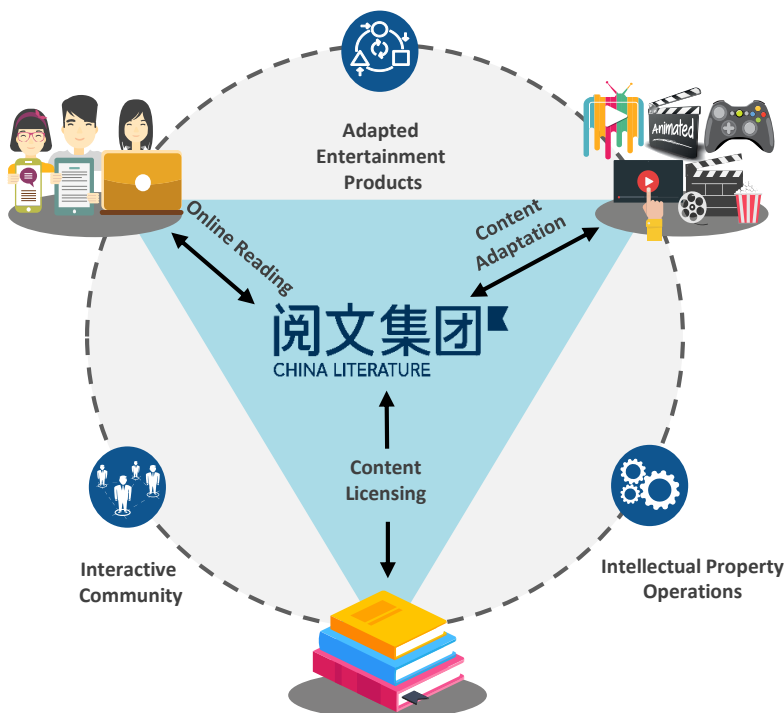 Adapted
Entertainment
Products
Animated
Online Reading
Content
Adaptation
阅文集团
CHINA LITERATURE
Content
Licensing
Interactive
Community
Intellectual Property
Operations